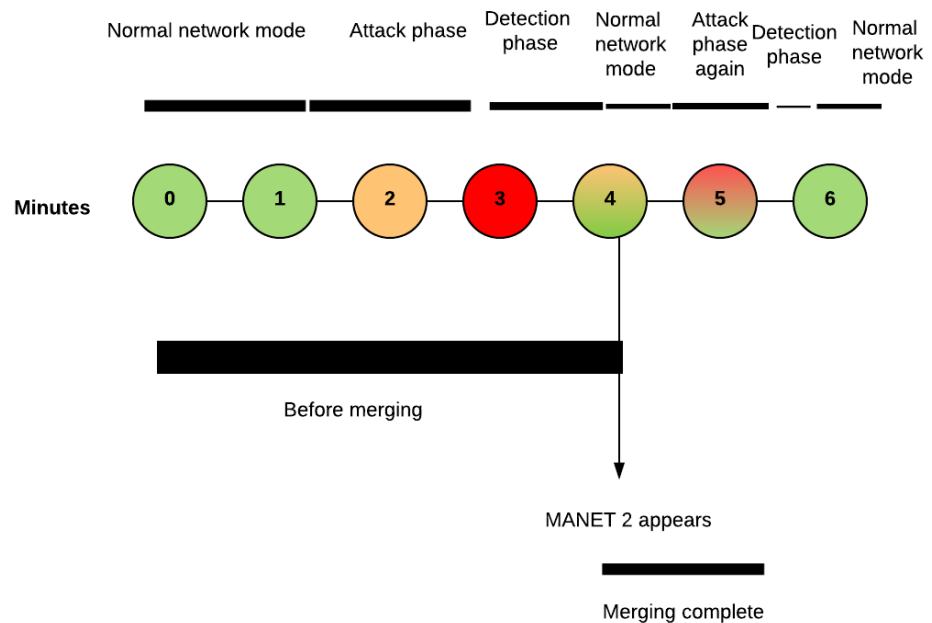 Normal network mode
Attack phase
Detection
phase
Normal
network
mode
Attack
phase
again
Detection
phase
Normal
network
mode
Minutes
0
1
2
3
4
5
6
Before merging
MANET 2 appears
Merging complete